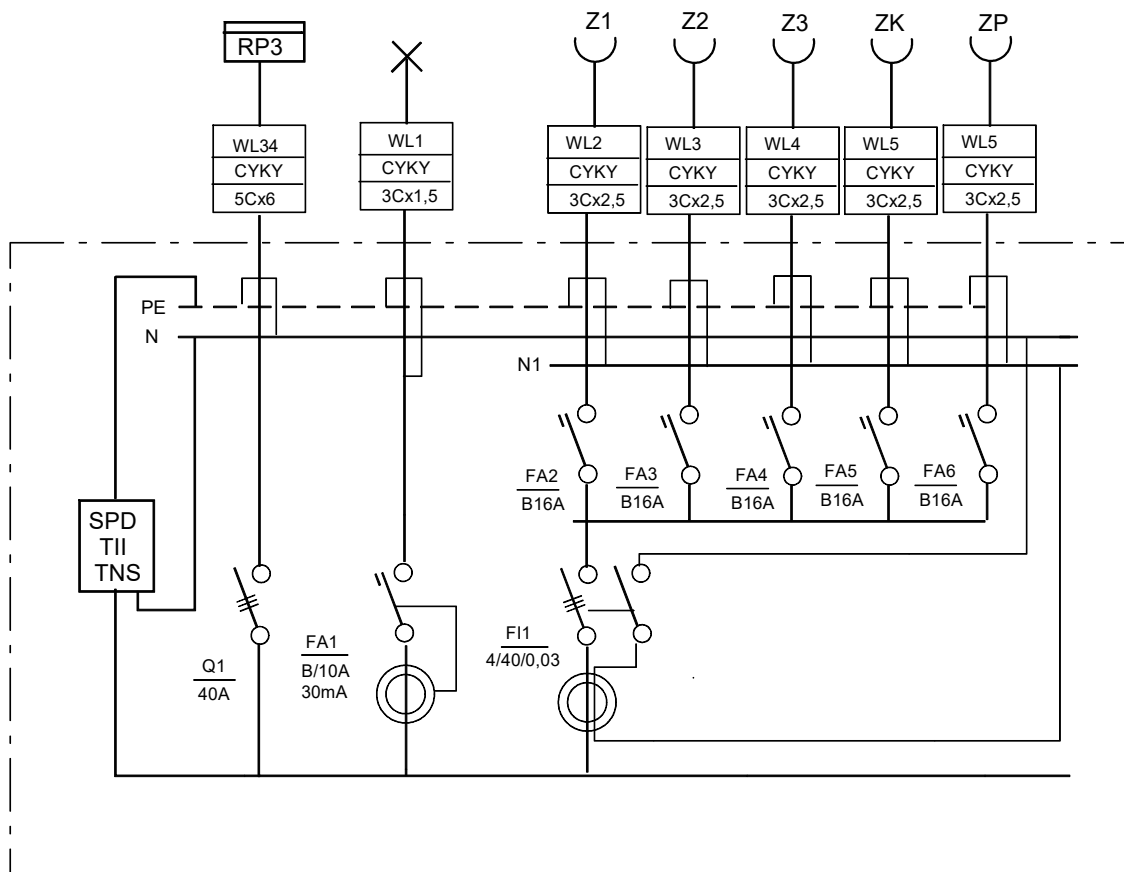 RP3
Z1
Z2
Z3
ZK
ZP
WL34
CYKY
5Cx6
WL1
CYKY
3Cx1,5
WL2
CYKY
3Cx2,5
WL3
CYKY
3Cx2,5
WL4
CYKY
3Cx2,5
WL5
CYKY
3Cx2,5
WL5
CYKY
3Cx2,5
PE
N
N1
FA2
B16A
FA3
B16A
FA4
B16A
FA5
B16A
FA6
B16A
SPD
TII
TNS
Q1
40A
FA1
B/10A
30mA
FI1
4/40/0,03